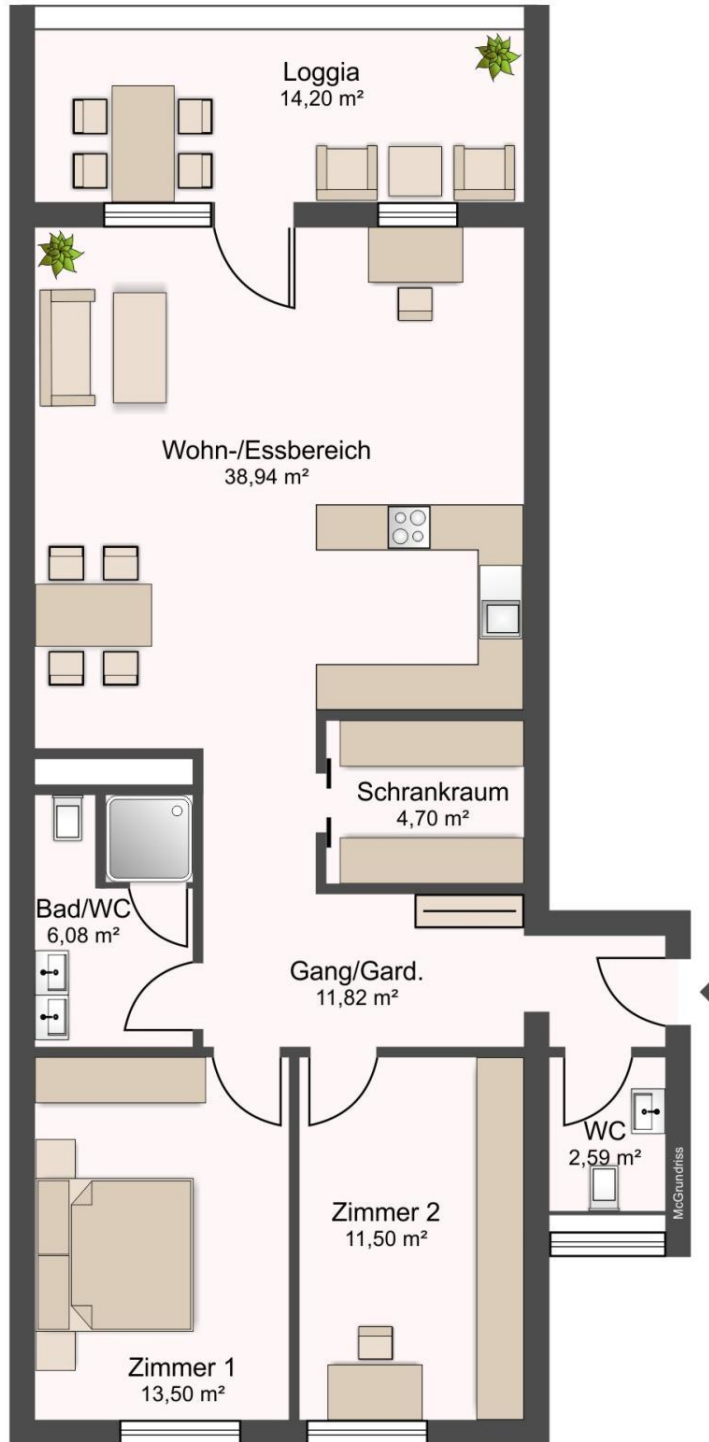 Loggia
14,20 m²
Wohn-/Essbereich
38,94 m²
Schrankraum
4,70 m²
Bad/WC
6,08 m²
Gang/Gard.
11,82 m²
WC
2,59 m²
McGrundriss
Zimmer 2
11,50 m²
Zimmer 1
13,50 m²